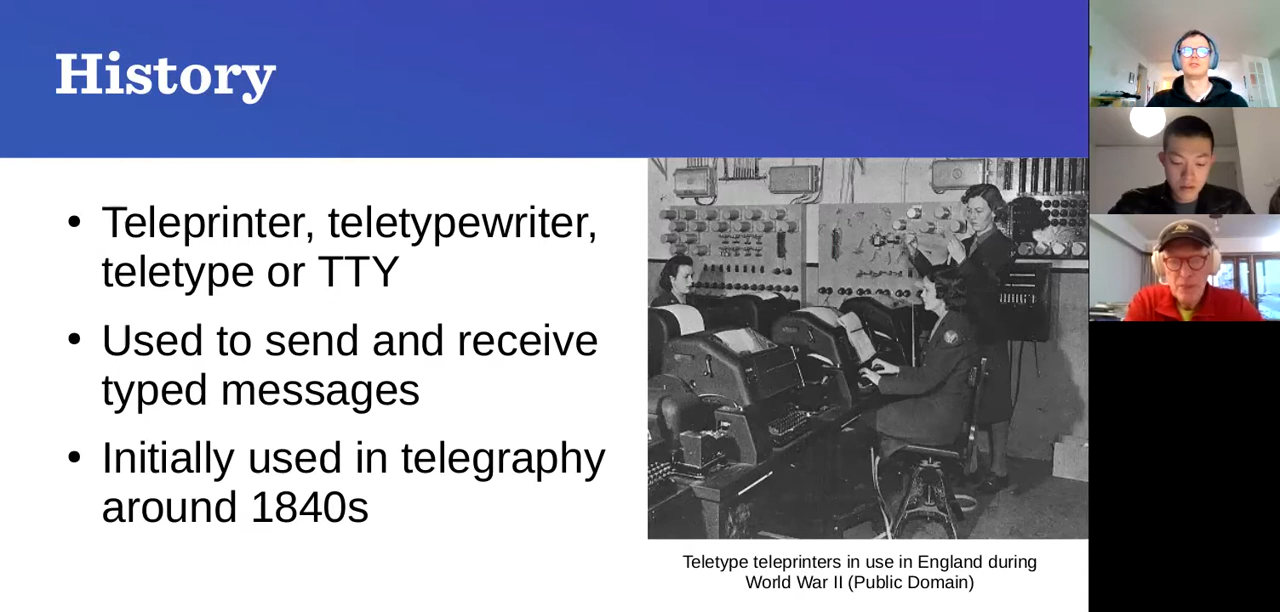 History
• Teleprinter, teletypewriter,
teletype or TTY
• Used to send and receive
typed messages
• Initially used in telegraphy
around 1840s
Teletype teleprinters in use in England during
World War II (Public Domain)